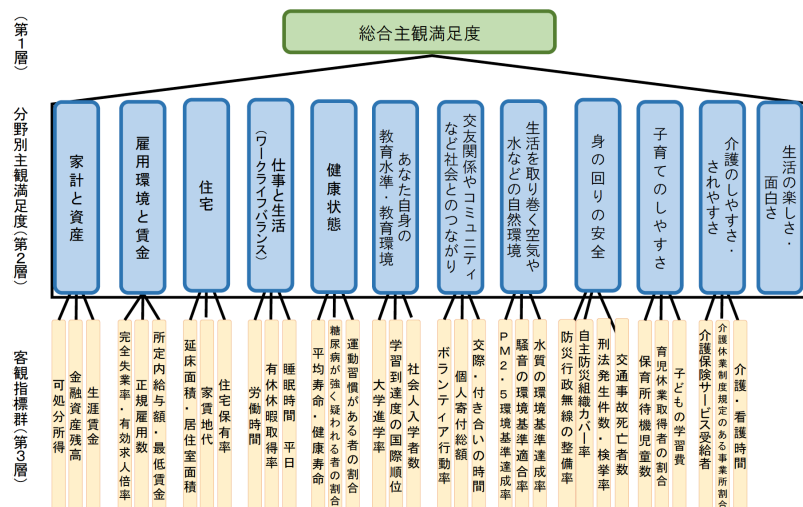 (第1層)
総合主観満足度
分野別主観満足度(第2層)
家計と資産
雇用環境と賃金
住宅
仕事と生活
(ワークライフバランス)
健康状態
あなた自身の
教育水準・教育環境
交友関係やコミュニティ
など社会とのつながり
生活を取り巻く空気や
水などの自然環境
身の回りの安全
子育てのしやすさ
介護のしやすさ・
されやすさ
生活の楽しさ・
面白さ
客観指標群(第3層)
可処分所得
金融資産残高
生涯賃金
完全失業率・有効求人倍率
正規雇用数
所定内給与額・最低賃金
延床面積・居住室面積
家賃地代
住宅保有率
労働時間
有休休暇取得率
睡眠時間 平日
平均寿命・健康寿命
糖尿病が強く疑われる者の割合
運動習慣がある者の割合
大学進学率
学習到達度の国際順位
社会人入学者数
ボランティア行動率
個人寄付総額
交際・付き合いの時間
PM2・5環境基準達成率
騒音の環境基準適合率
水質の環境基準達成率
防災行政無線の整備率
自主防災組織カバー率
刑法発生件数・検挙率
交通事故死亡者数
保育所待機児童数
育児休業取得者の割合
子どもの学習費
介護保険サービス受給者
介護休業制度規定のある事業所割合
介護・看護時間